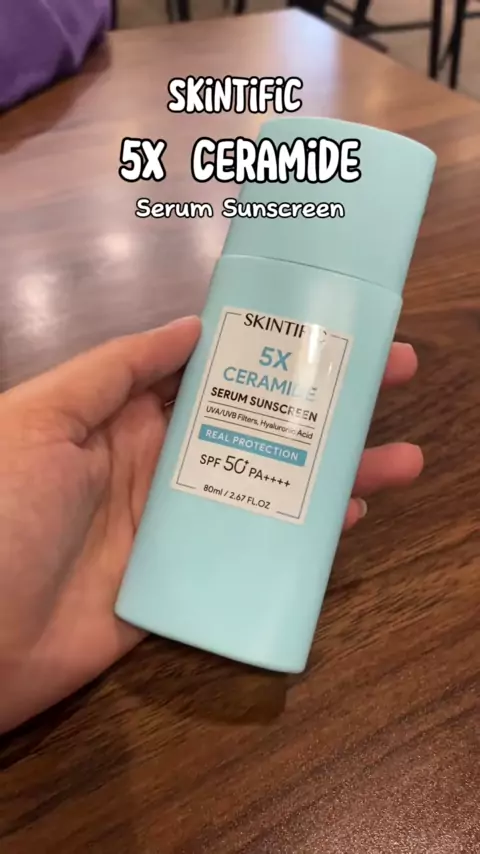 SKiNTiFiC
5X CERAMiDE
Serum Sunscreen
SKINTIFIC
5X
CERAMIDE
SERUM SUNSCREEN
UVA/UVB Filters, Hyaluronic Acid
REAL PROTECTION
SPF 50+ PA++++
80ml / 2.67 FL.OZ